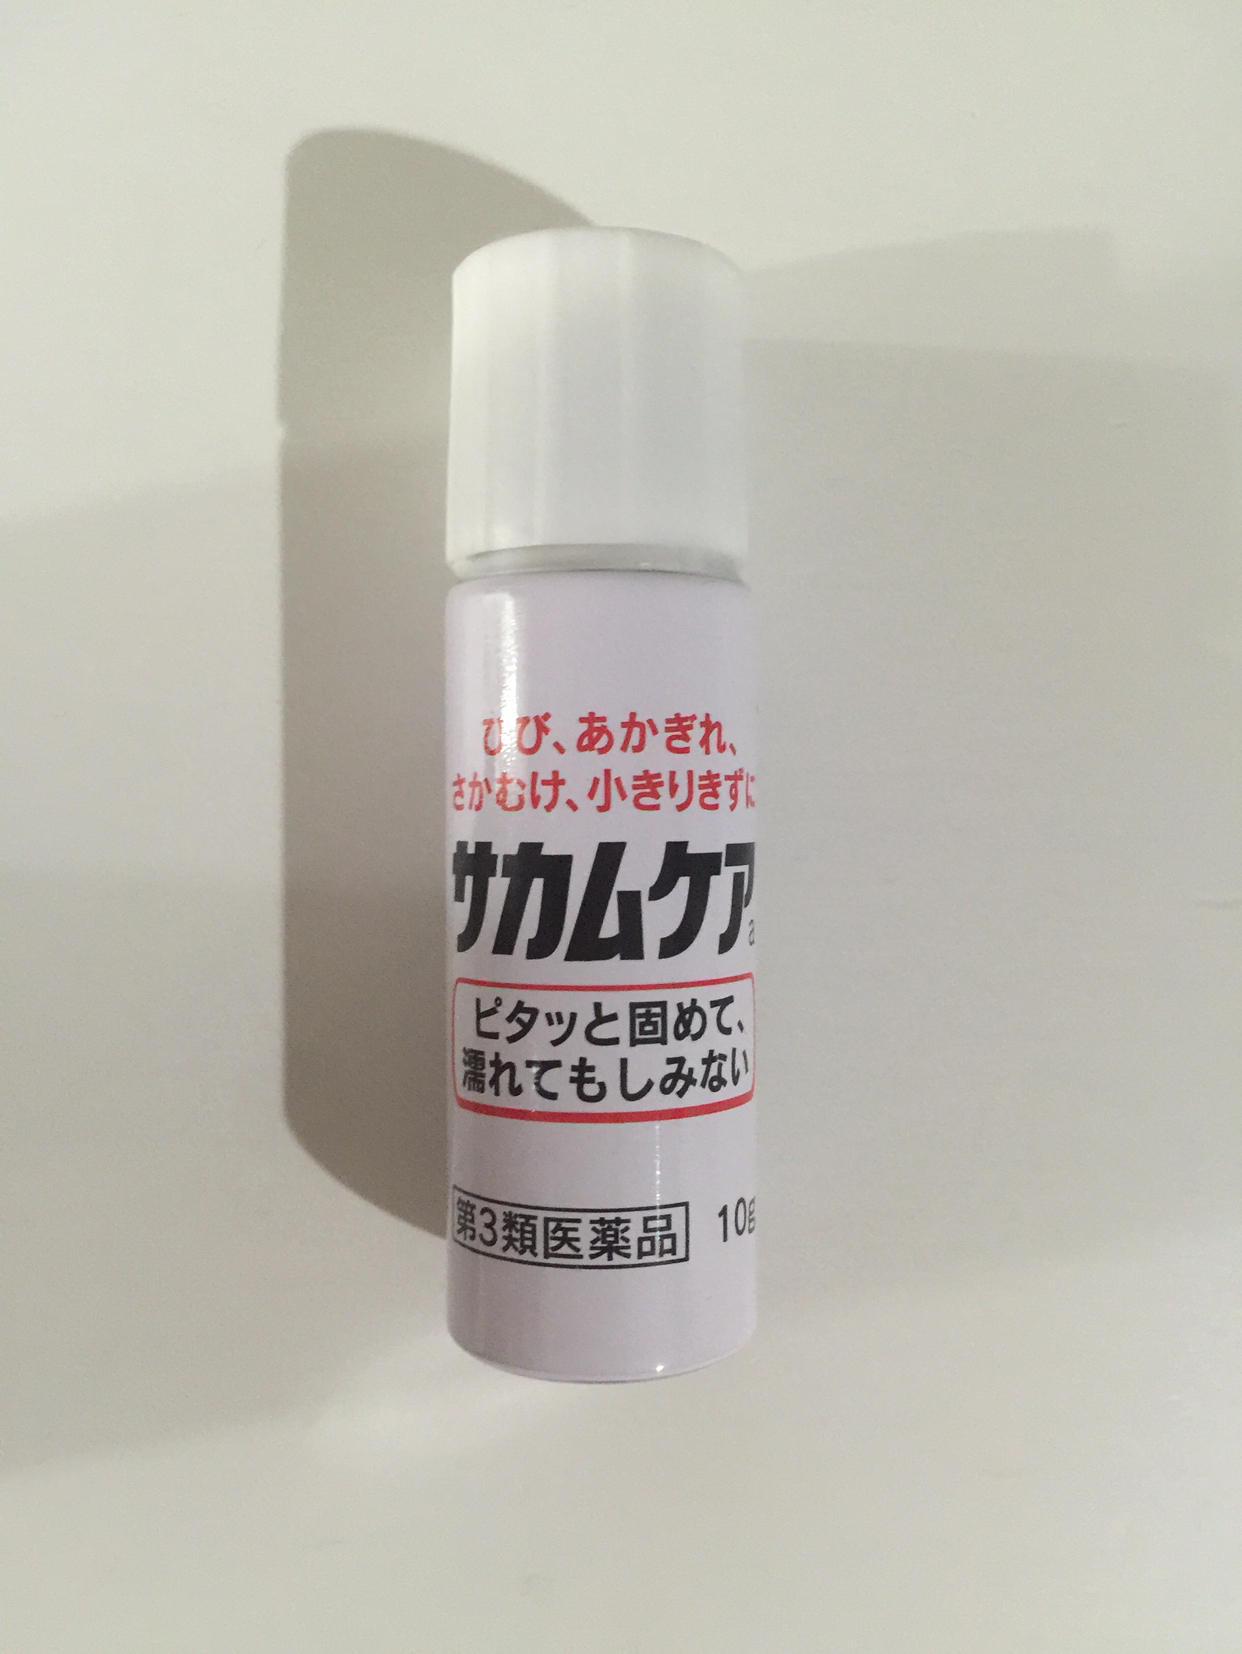 ひび、あかぎれ、
さかむけ、小きりきずに
サカムケア
a
ピタッと固めて、
濡れてもしみない
第3類医薬品 10g